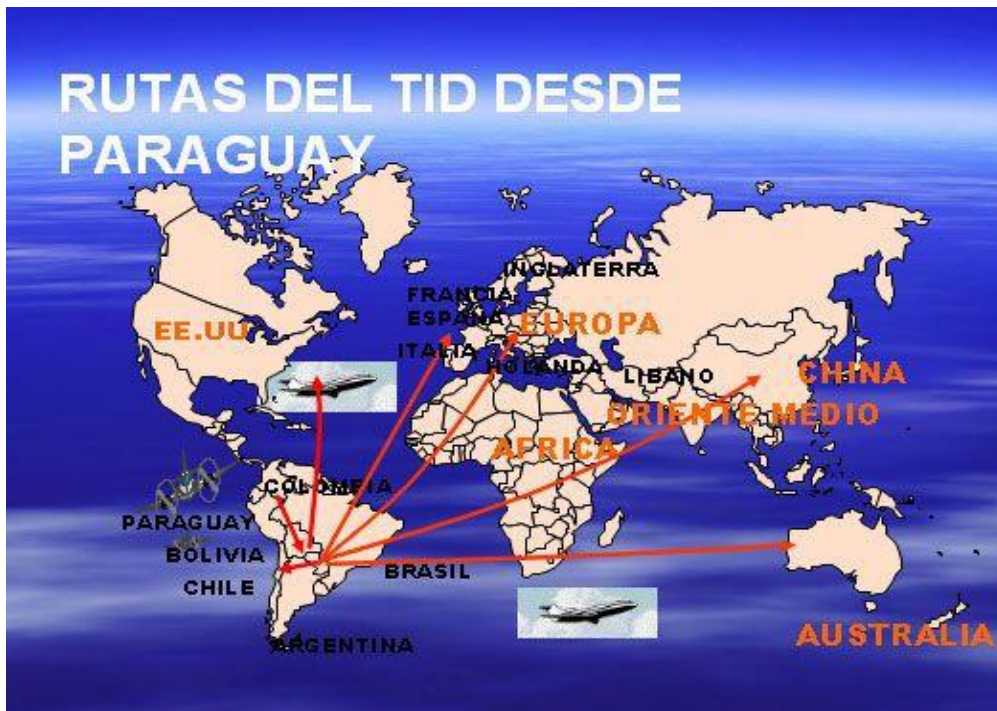 RUTAS DEL TID DESDE
PARAGUAY
INGLATERRA
FRANCIA
ESPAÑA
EUROPA
EE.UU
ITALIA
HOLANDA
LIBANO
CHINA
ORIENTE MEDIO
AFRICA
COLOMBIA
PARAGUAY
BOLIVIA
CHILE
BRASIL
ARGENTINA
AUSTRALIA